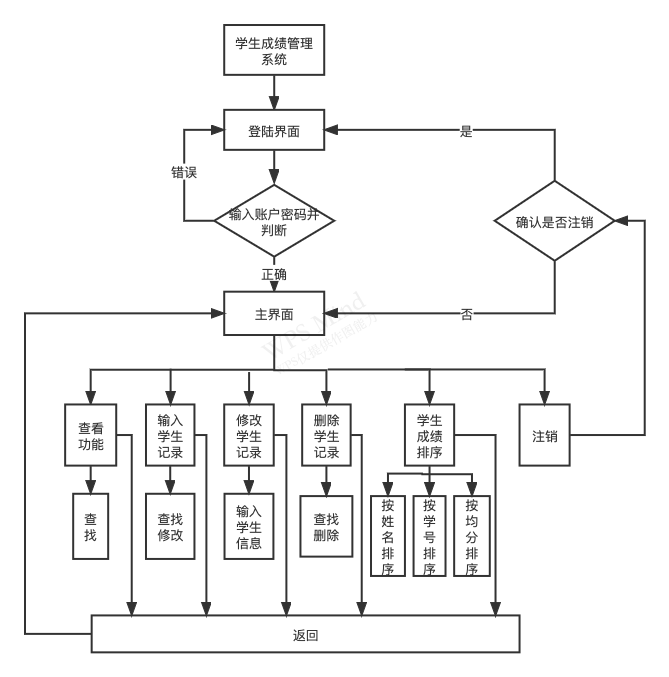 学生成绩管理
系统
登陆界面
是
错误
输入账户密码并
判断
确认是否注销
正确
主界面
否
WPS Mind
查看
功能
输入
学生
记录
修改
学生
记录
删除
学生
记录
学生
成绩
排序
注销
查
找
查找
修改
输入
学生
信息
查找
删除
按
姓
名
排
序
按
学
号
排
序
按
均
分
排
序
返回